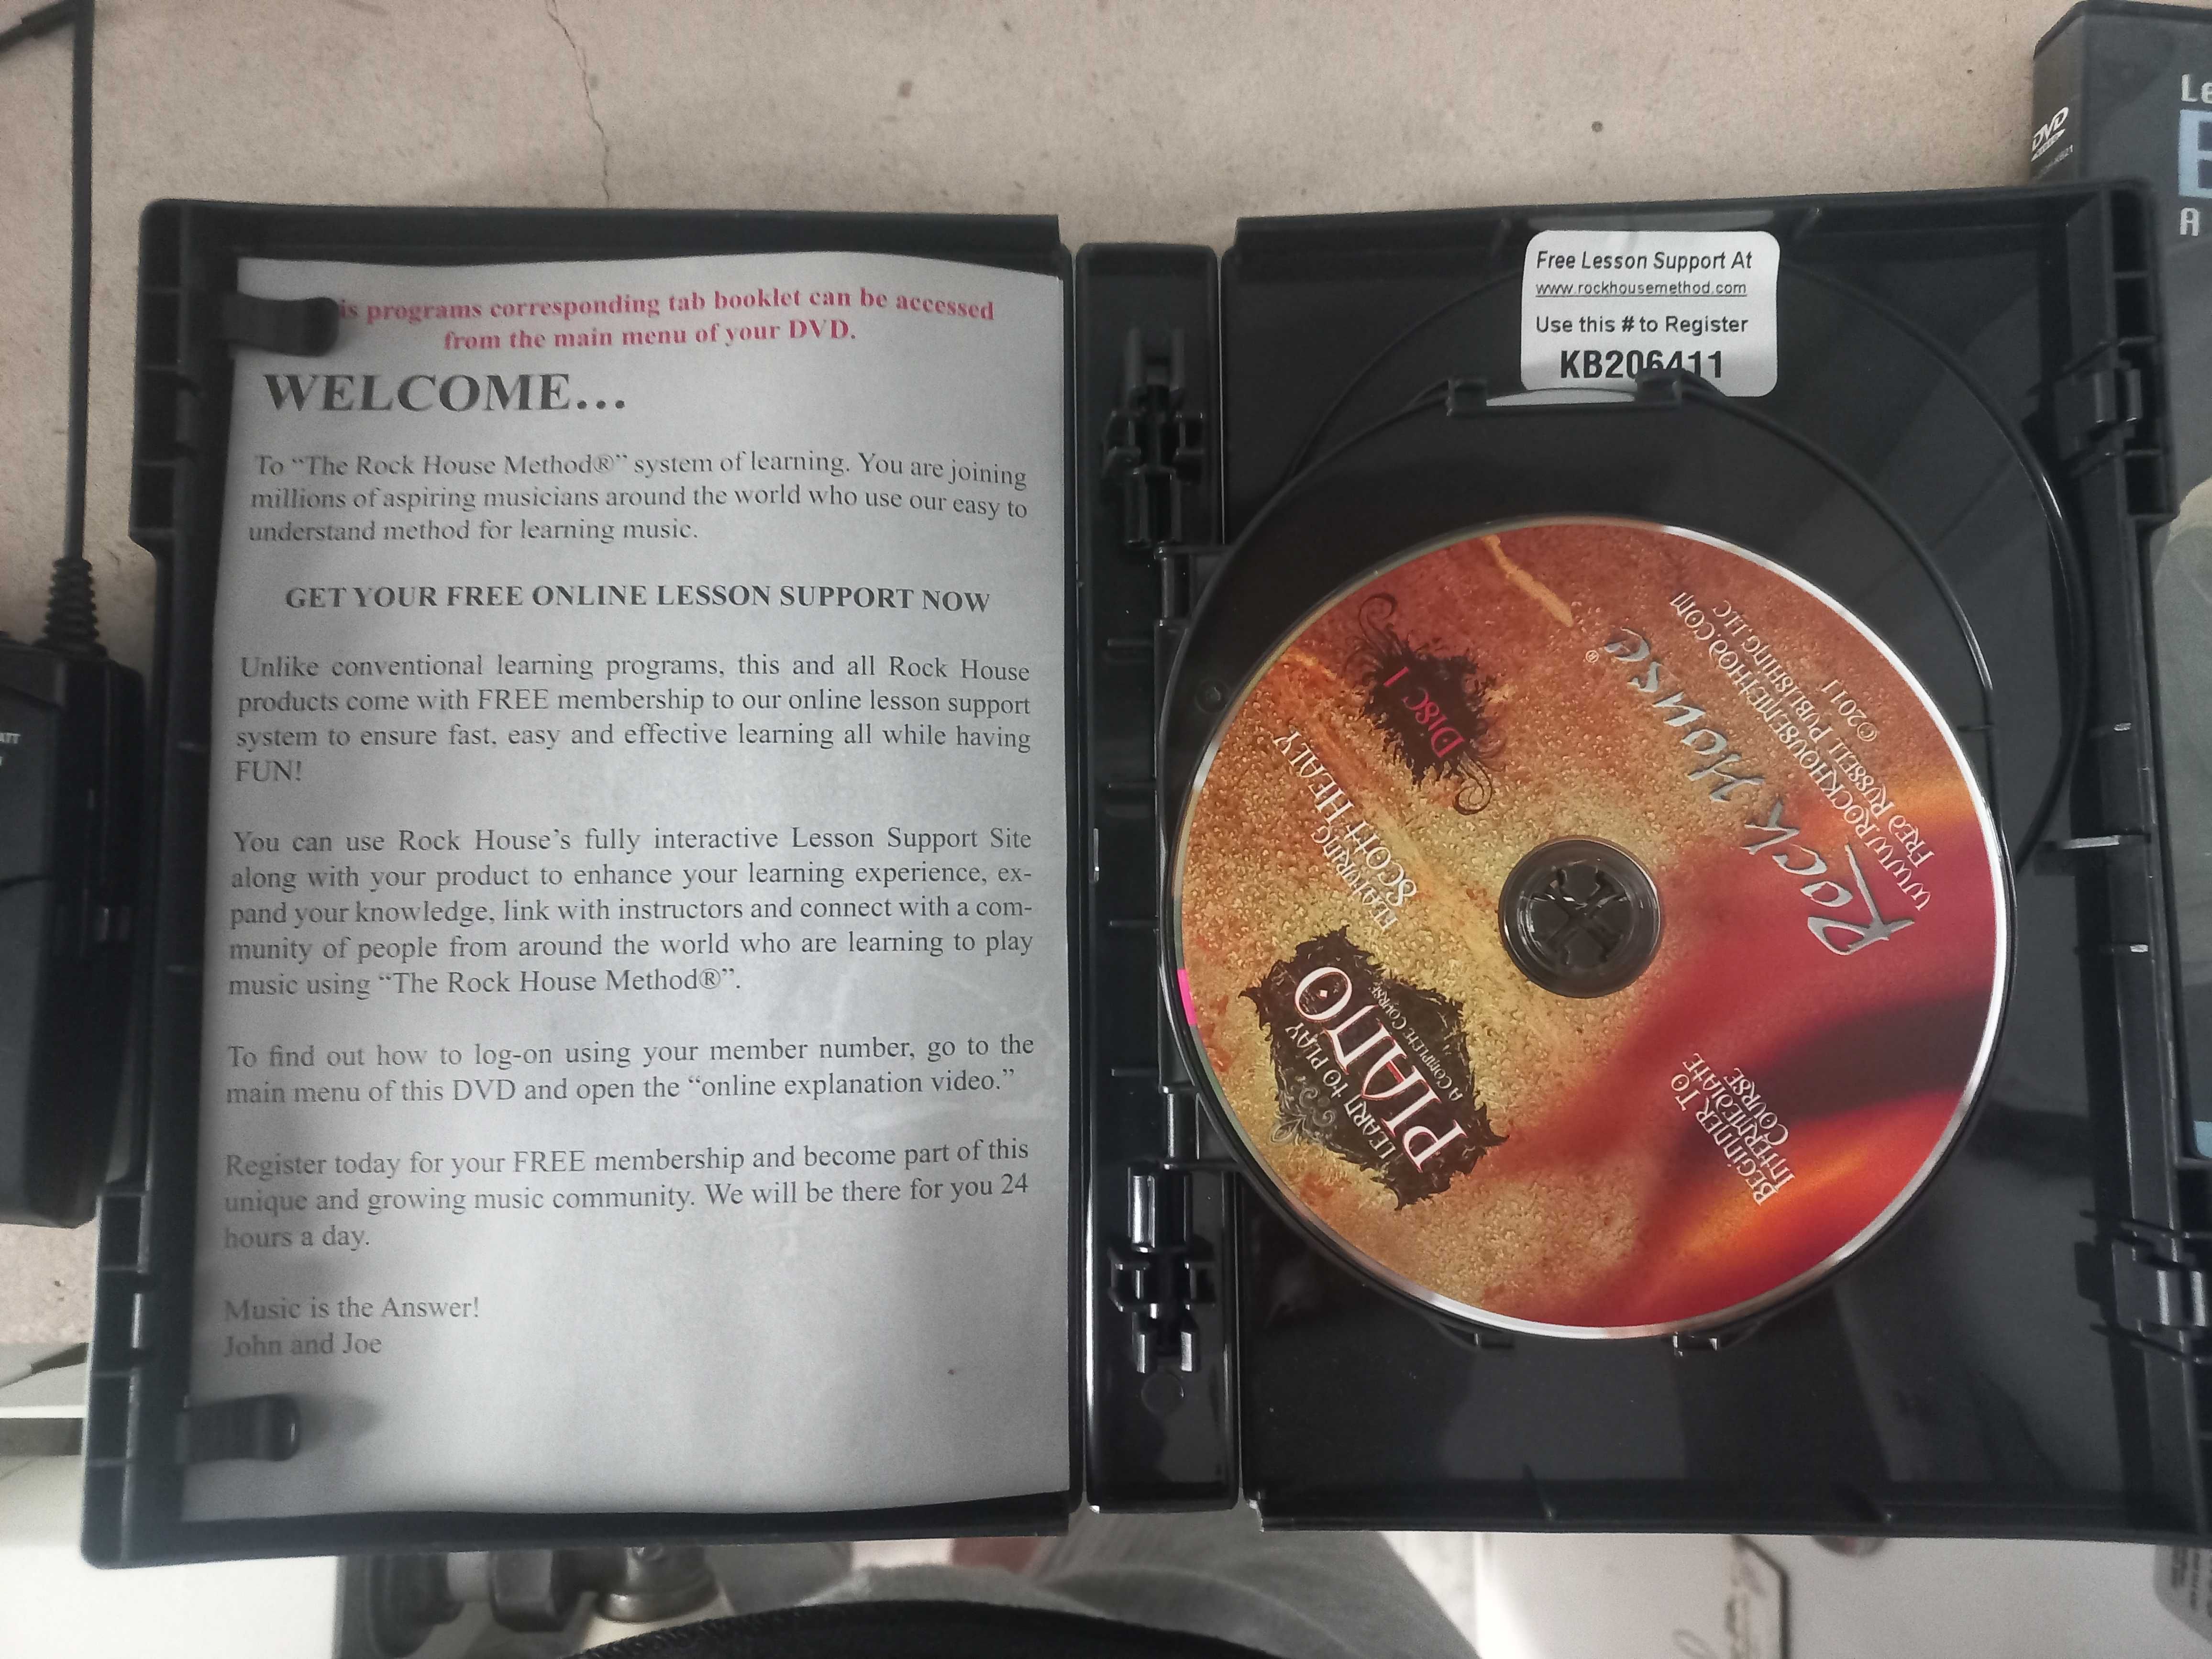 is programs corresponding tab booklet can be accessed
from the main menu of your DVD.
WELCOME...
To “The Rock House Method®” system of learning. You are joining
millions of aspiring musicians around the world who use our easy to
understand method for learning music.
GET YOUR FREE ONLINE LESSON SUPPORT NOW
Unlike conventional learning programs, this and all Rock House
products come with FREE membership to our online lesson support
system to ensure fast, easy and effective learning all while having
FUN!
You can use Rock House’s fully interactive Lesson Support Site
along with your product to enhance your learning experience, ex-
pand your knowledge, link with instructors and connect with a com-
munity of people from around the world who are learning to play
music using “The Rock House Method®”.
To find out how to log-on using your member number, go to the
main menu of this DVD and open the “online explanation video.”
Register today for your FREE membership and become part of this
unique and growing music community. We will be there for you 24
hours a day.
Music is the Answer!
John and Joe
Free Lesson Support At
www.rockhousemethod.com
Use this # to Register
KB206411
LEARN TO PLAY
PIANO
A COMPLETE COURSE
FEATURING
SCOTT HEALY
DISC 1
Rock House®
WWW.ROCKHOUSEMETHOD.COM
FRED RUSSELL PUBLISHING LLC
©2011
BEGINNER TO
INTERMEDIATE
COURSE
DVD
Le
A